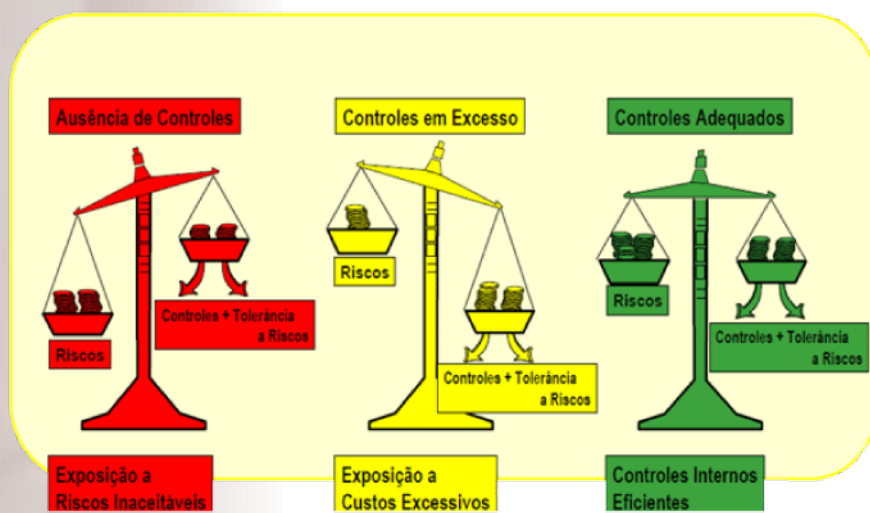 Ausência de Controles
Riscos
Controles + Tolerância
a Riscos
Exposição a
Riscos Inaceitáveis
Controles em Excesso
Riscos
Controles + Tolerância
a Riscos
Exposição a
Custos Excessivos
Controles Adequados
Riscos
Controles + Tolerância
a Riscos
Controles Internos
Eficientes